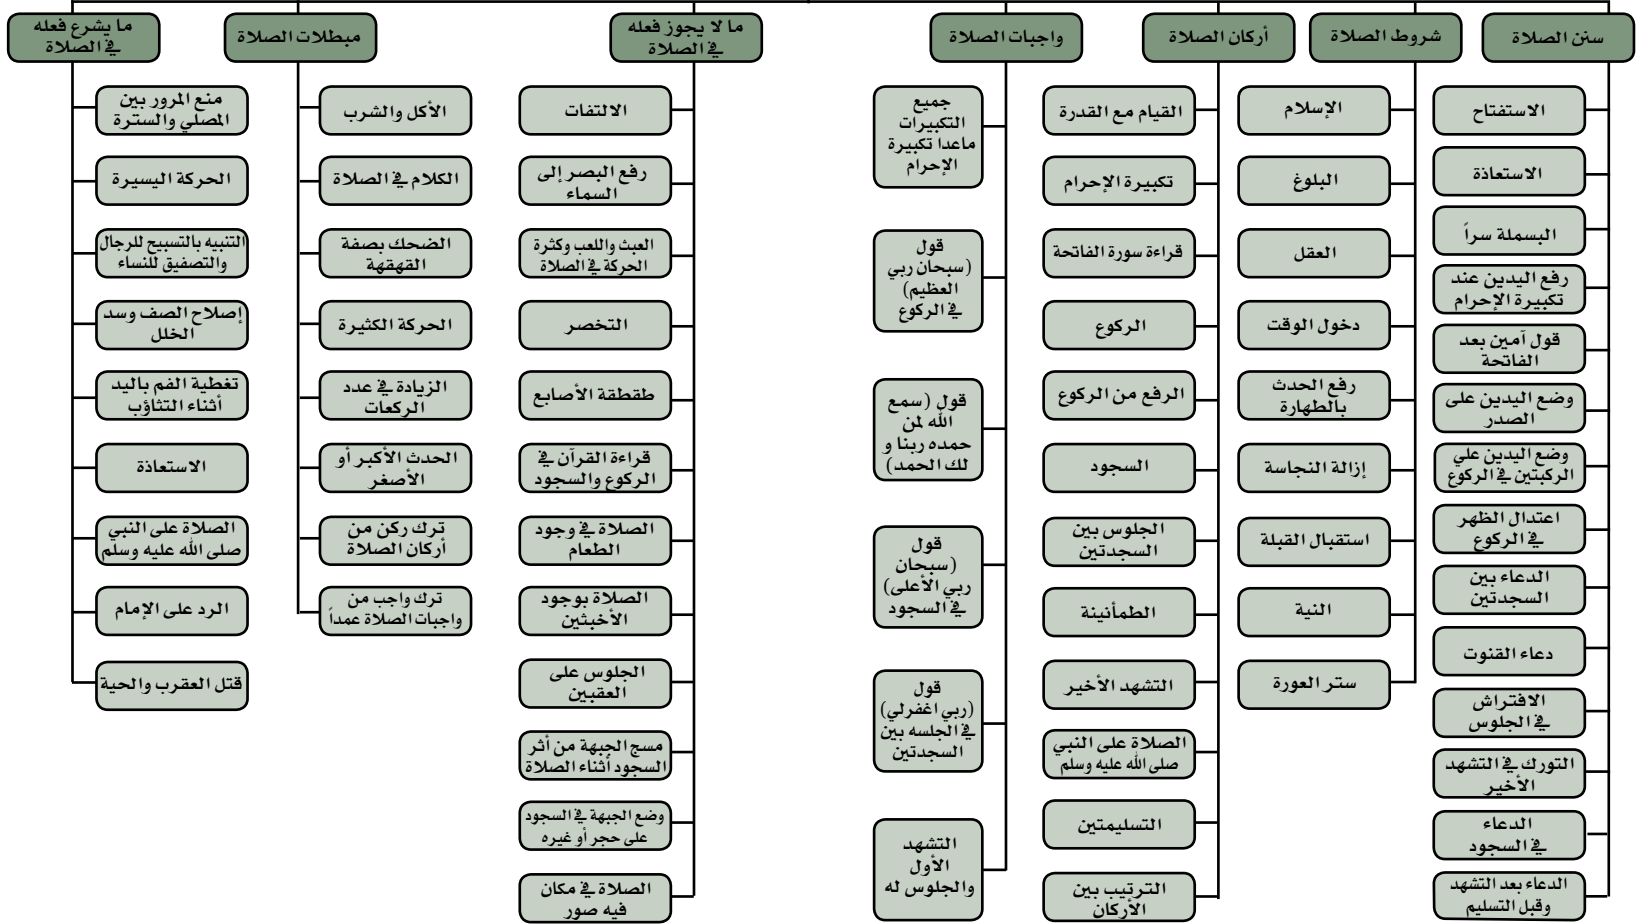 سنن الصلاة
الاستفتاح
الاستعاذة
البسملة سراً
رفع اليدين عند
تكبيرة الإحرام
قول آمين بعد
الفاتحة
وضع اليدين على
الصدر
وضع اليدين علي
الركبتين في الركوع
اعتدال الظهر
في الركوع
الدعاء بين
السجدتين
دعاء القنوت
الافتراش
في الجلوس
التورك في التشهد
الأخير
الدعاء
في السجود
الدعاء بعد التشهد
وقبل التسليم
شروط الصلاة
الإسلام
البلوغ
العقل
دخول الوقت
رفع الحدث
بالطهارة
إزالة النجاسة
استقبال القبلة
النية
ستر العورة
أركان الصلاة
القيام مع القدرة
تكبيرة الإحرام
قراءة سورة الفاتحة
الركوع
الرفع من الركوع
السجود
الجلوس بين
السجدتين
الطمأنينة
التشهد الأخير
الصلاة على النبي
صلى الله عليه وسلم
التسليمتين
الترتيب بين
الأركان
واجبات الصلاة
جميع
التكبيرات
ماعدا تكبيرة
الإحرام
قول
(سبحان ربي
العظيم)
في الركوع
قول (سمع
الله لمن
حمده ربنا و
لك الحمد)
قول
(سبحان
ربي الأعلى)
في السجود
قول
(ربي اغفرلي)
في الجلسه بين
السجدتين
التشهد
الأول
والجلوس له
ما لا يجوز فعله
في الصلاة
الالتفات
رفع البصر إلى
السماء
العبث واللعب وكثرة
الحركة في الصلاة
التخصر
طقطقة الأصابع
قراءة القرآن في
الركوع والسجود
الصلاة في وجود
الطعام
الصلاة بوجود
الأخبثين
الجلوس على
العقبين
مسح الجبهة من أثر
السجود أثناء الصلاة
وضع الجبهة في السجود
على حجر أو غيره
الصلاة في مكان
فيه صور
مبطلات الصلاة
الأكل والشرب
الكلام في الصلاة
الضحك بصفة
القهقهة
الحركة الكثيرة
الزيادة في عدد
الركعات
الحدث الأكبر أو
الأصغر
ترك ركن من
أركان الصلاة
ترك واجب من
واجبات الصلاة عمداً
ما يشرع فعله
في الصلاة
منع المرور بين
المصلي والسترة
الحركة اليسيرة
التنبيه بالتسبيح للرجال
والتصفيق للنساء
إصلاح الصف وسد
الخلل
تغطية الفم باليد
أثناء التثاؤب
الاستعاذة
الصلاة على النبي
صلى الله عليه وسلم
الرد على الإمام
قتل العقرب والحية